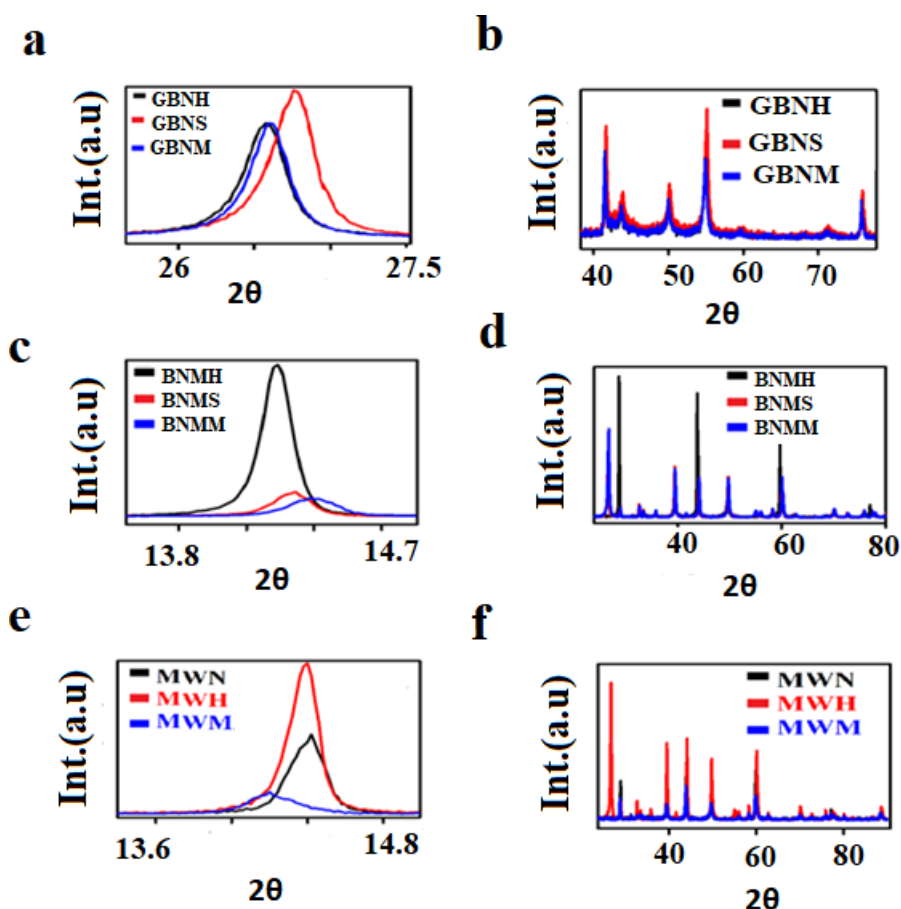 a
Int.(a.u)
GBNH
GBNS
GBNM
26
27.5
2θ
b
Int.(a.u)
GBNH
GBNS
GBNM
40
50
60
70
2θ
c
Int.(a.u)
BNMH
BNMS
BNMM
13.8
14.7
2θ
d
Int.(a.u)
BNMH
BNMS
BNMM
40
60
80
2θ
e
Int.(a.u)
MWN
MWH
MWM
13.6
14.8
2θ
f
Int.(a.u)
MWN
MWH
MWM
40
60
80
2θ